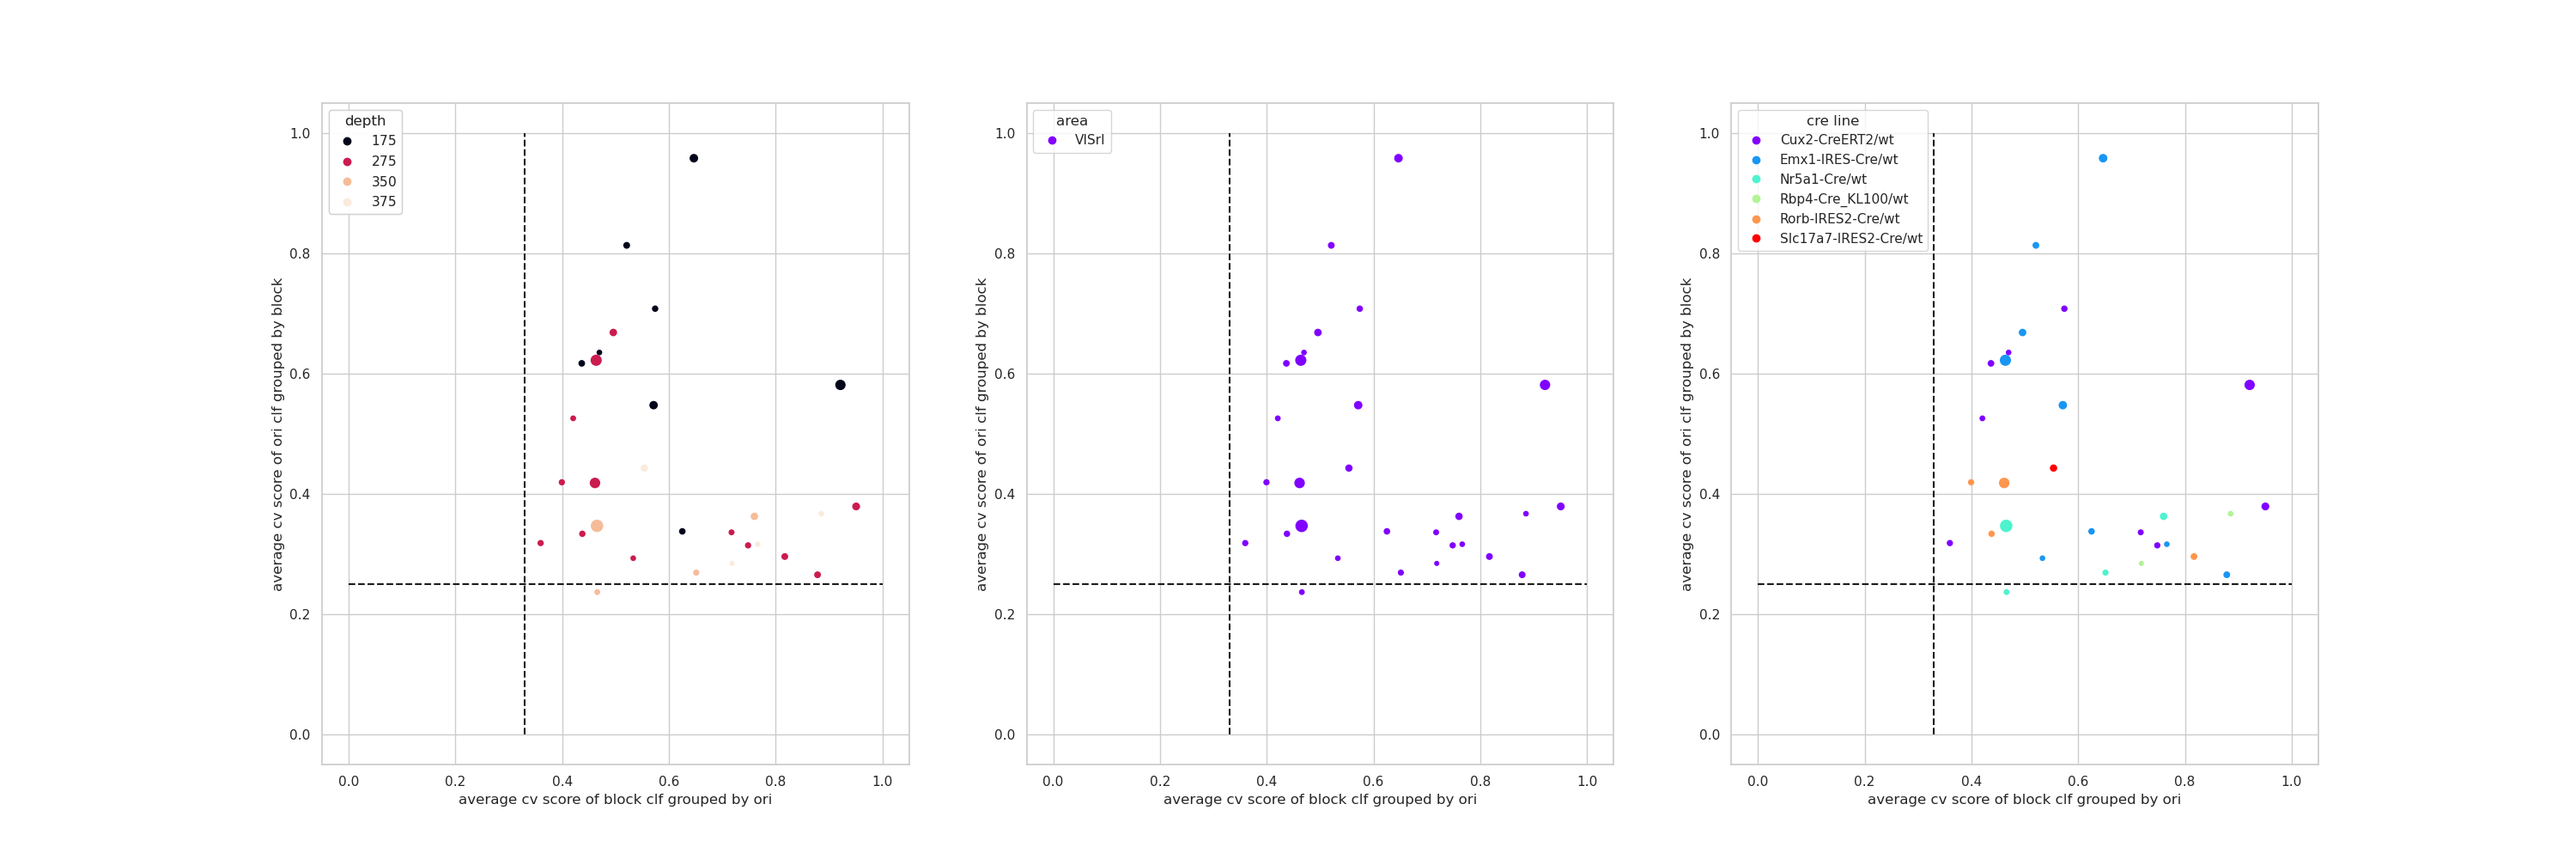 depth
175
275
350
375
1.0
0.8
0.6
0.4
0.2
0.0
average cv score of ori clf grouped by block
0.0 0.2 0.4 0.6 0.8 1.0
average cv score of block clf grouped by ori
area
VISrl
1.0
0.8
0.6
0.4
0.2
0.0
average cv score of ori clf grouped by block
0.0 0.2 0.4 0.6 0.8 1.0
average cv score of block clf grouped by ori
cre line
Cux2-CreERT2/wt
Emx1-IRES-Cre/wt
Nr5a1-Cre/wt
Rbp4-Cre_KL100/wt
Rorb-IRES2-Cre/wt
Slc17a7-IRES2-Cre/wt
1.0
0.8
0.6
0.4
0.2
0.0
average cv score of ori clf grouped by block
0.0 0.2 0.4 0.6 0.8 1.0
average cv score of block clf grouped by ori